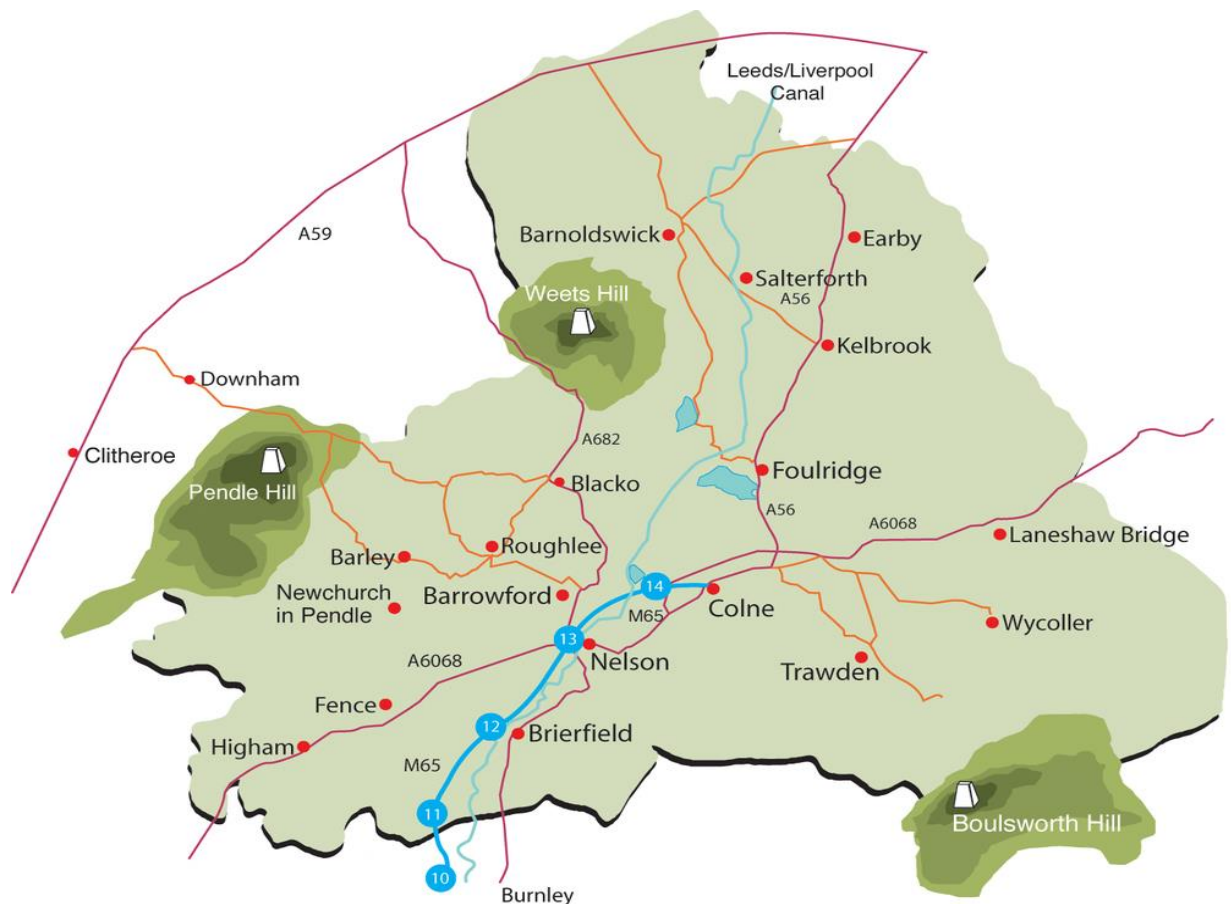 Leeds/Liverpool
Canal
A59
Barnoldswick
Earby
Salterforth
A56
Weets Hill
Kelbrook
Downham
A682
Clitheroe
Pendle Hill
Blacko
Foulridge
A56
A6068
Laneshaw Bridge
Roughlee
Barley
Newchurch
in Pendle
Barrowford
14
Colne
M65
Wycoller
13
Nelson
A6068
Trawden
Fence
12
Brierfield
Higham
M65
11
Boulsworth Hill
10
Burnley